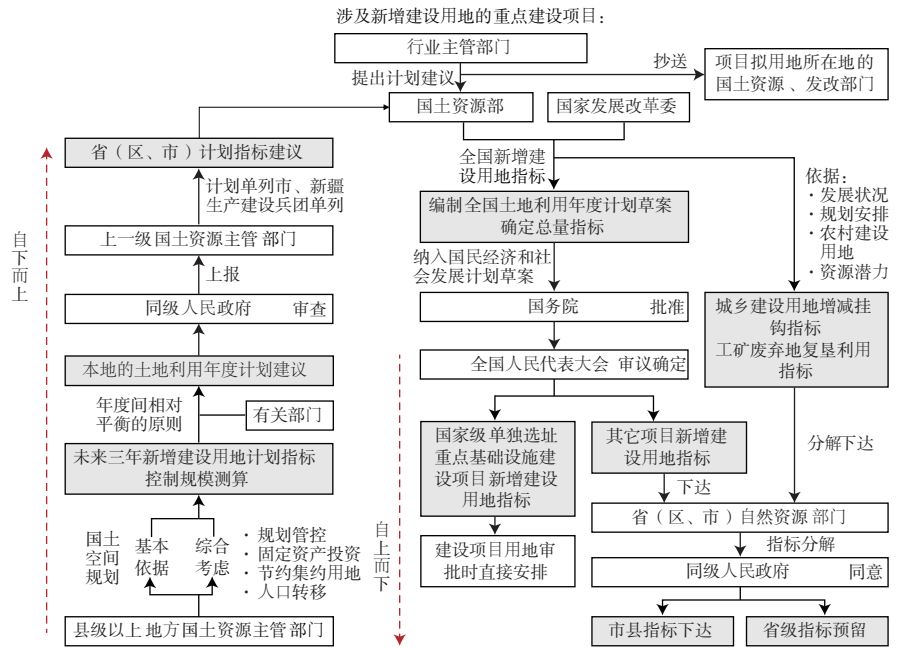 涉及新增建设用地的重点建设项目：
行业主管部门
提出计划建议
抄送
项目拟用地所在地的
国土资源、发改部门
国土资源部
国家发展改革委
省（区、市）计划指标建议
计划单列市、新疆
生产建设兵团单列
上一级国土资源主管部门
上报
同级人民政府 审查
本地的土地利用年度计划建议
年度间相对
平衡的原则
有关部门
未来三年新增建设用地计划指标
控制规模测算
国土
空间
规划
基本
依据
综合
考虑
·规划管控
·固定资产投资
·节约集约用地
·人口转移
县级以上地方国土资源主管部门
自下而上
全国新增建
设用地指标
编制全国土地利用年度计划草案
确定总量指标
纳入国民经济和社
会发展计划草案
国务院 批准
全国人民代表大会 审议确定
国家级单独选址
重点基础设施建
设项目新增建设
用地指标
建设项目用地审
批时直接安排
其它项目新增建
设用地指标
下达
依据：
·发展状况
·规划安排
·农村建设
用地
·资源潜力
城乡建设用地增减挂
钩指标
工矿废弃地复垦利用
指标
分解下达
省（区、市）自然资源部门
指标分解
同级人民政府 同意
市县指标下达
省级指标预留
自上而下